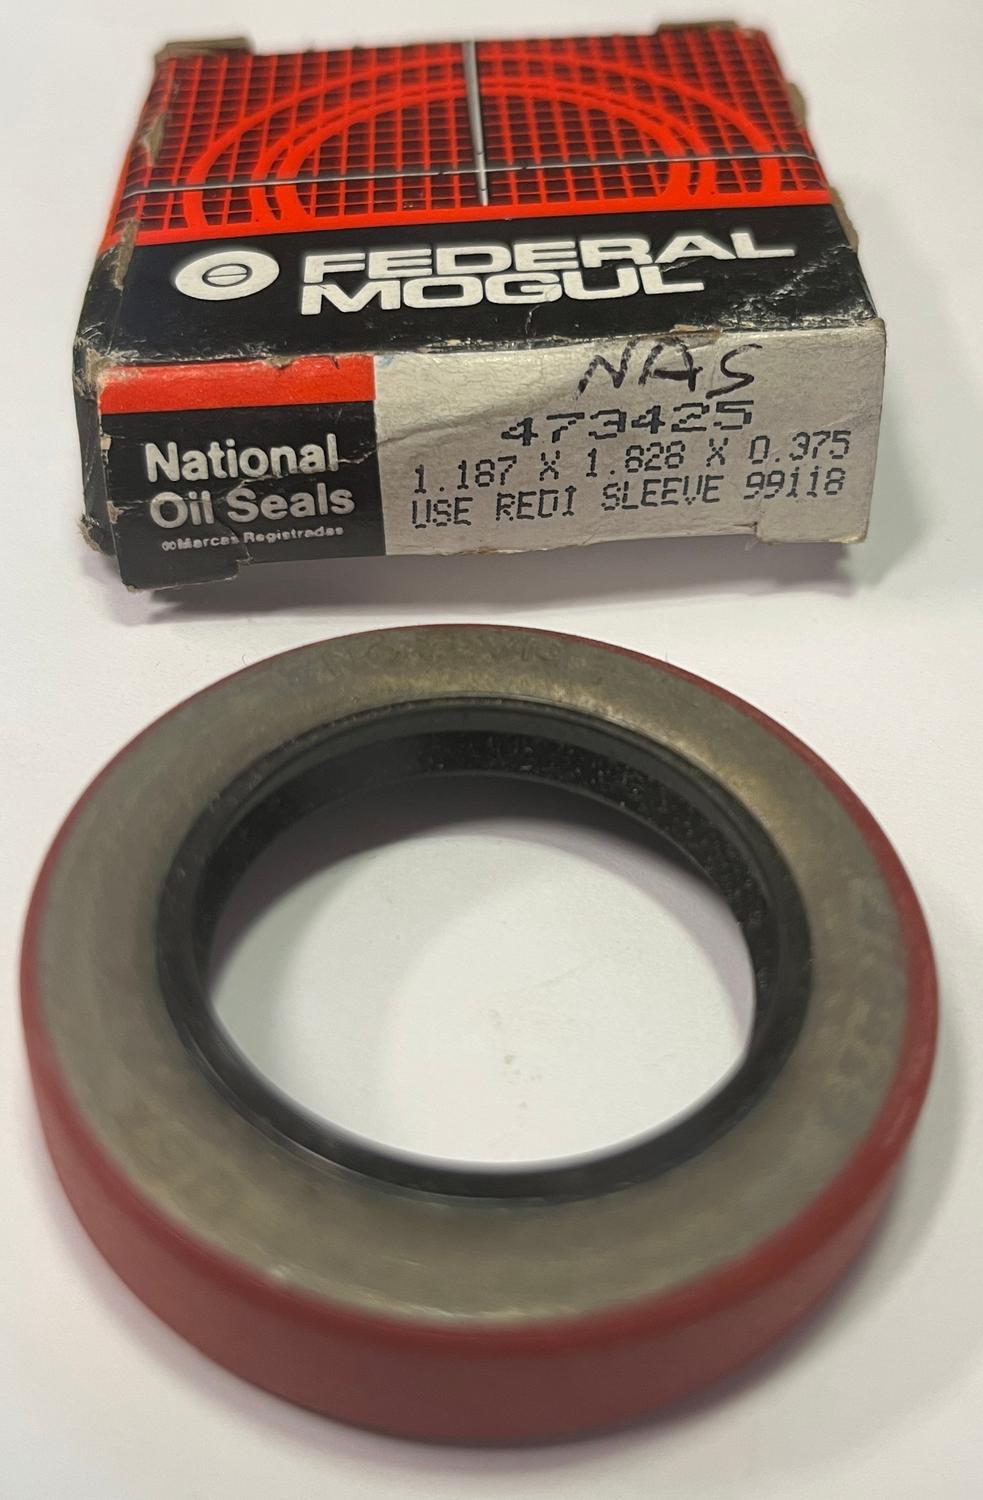 FEDERAL
MOGUL
NAS
473425
1.187 X 1.828 X 0.375
USE REDI SLEEVE 99118
National
Oil Seals
Marcas Registradas